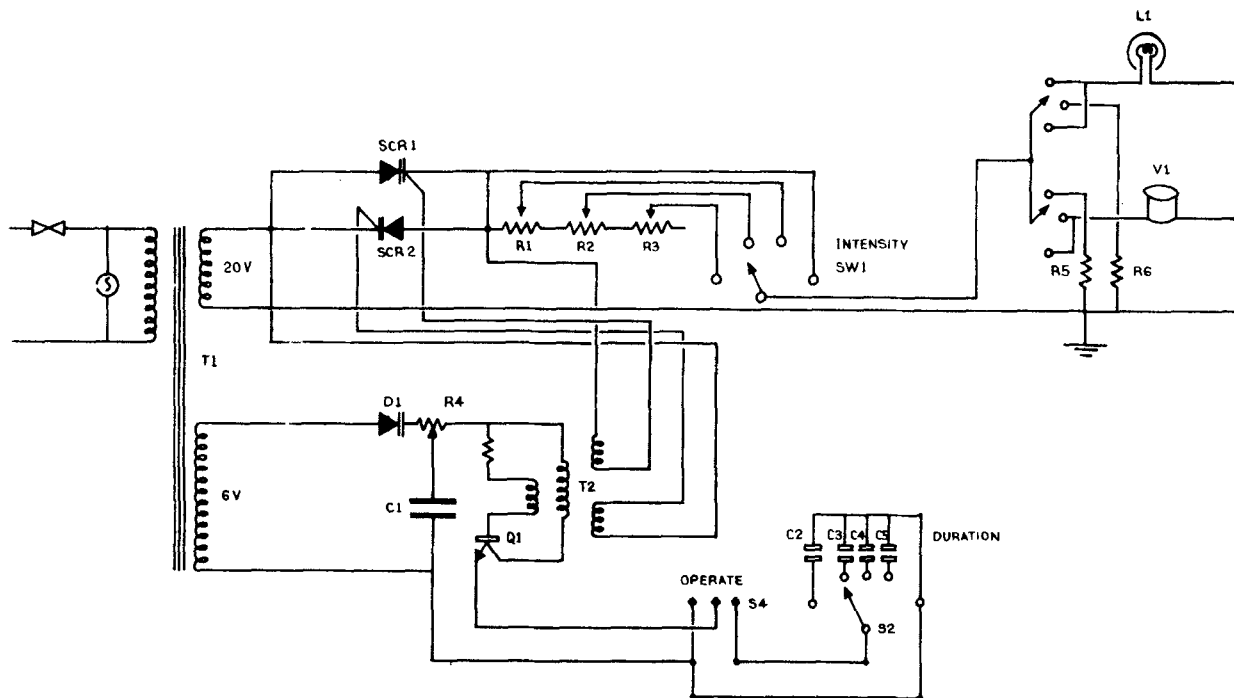 L1
SCR1
V1
SCR2
R1
R2
R3
INTENSITY
SW1
20V
R5
R6
T1
D1
R4
6V
C1
T2
Q1
C2
C3
C4
C5
DURATION
OPERATE
S4
S2